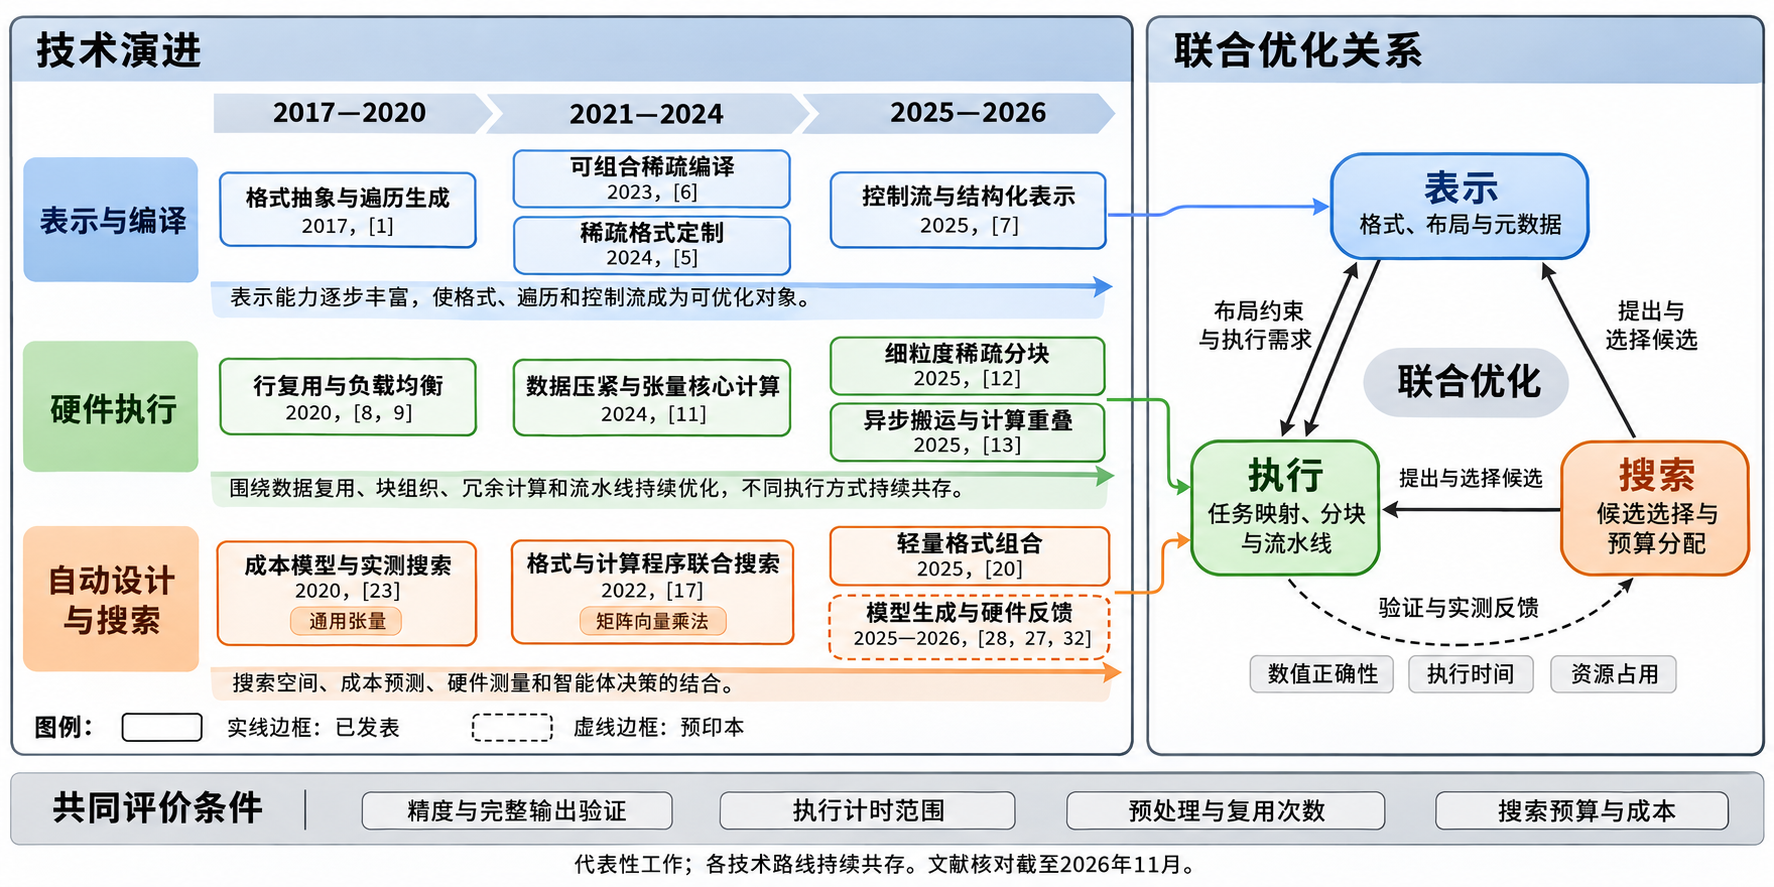 技术演进
2017—2020
2021—2024
2025—2026
表示与编译
格式抽象与遍历生成
2017，[1]
可组合稀疏编译
2023，[6]
稀疏格式定制
2024，[5]
控制流与结构化表示
2025，[7]
表示能力逐步丰富，使格式、遍历和控制流成为可优化对象。
硬件执行
行复用与负载均衡
2020，[8，9]
数据压紧与张量核心计算
2024，[11]
细粒度稀疏分块
2025，[12]
异步搬运与计算重叠
2025，[13]
围绕数据复用、块组织、冗余计算和流水线持续优化，不同执行方式持续共存。
自动设计
与搜索
成本模型与实测搜索
2020，[23]
通用张量
格式与计算程序联合搜索
2022，[17]
矩阵向量乘法
轻量格式组合
2025，[20]
模型生成与硬件反馈
2025—2026，[28，27，32]
搜索空间、成本预测、硬件测量和智能体决策的结合。
图例：
实线边框：已发表
虚线边框：预印本
联合优化关系
表示
格式、布局与元数据
布局约束
与执行需求
提出与
选择候选
联合优化
执行
任务映射、分块
与流水线
提出与选择候选
搜索
候选选择与
预算分配
验证与实测反馈
数值正确性
执行时间
资源占用
共同评价条件
精度与完整输出验证
执行计时范围
预处理与复用次数
搜索预算与成本
代表性工作；各技术路线持续共存。文献核对截至2026年11月。